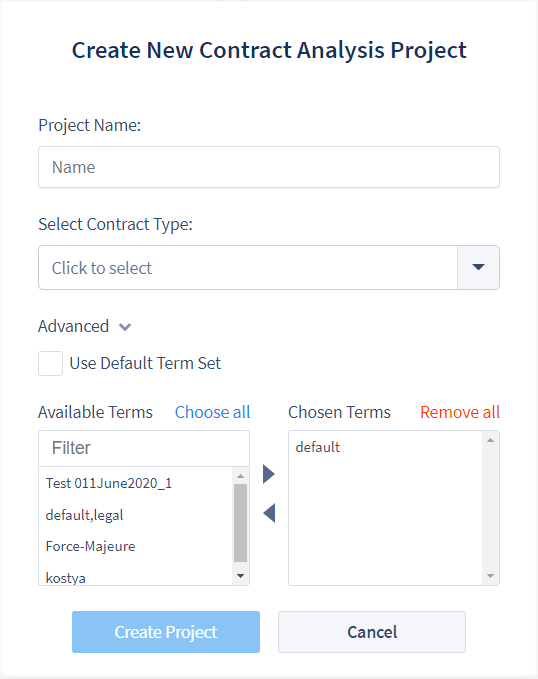 Create New Contract Analysis Project
Project Name:
Name
Select Contract Type:
Click to select
Advanced
Use Default Term Set
Available Terms Choose all
Chosen Terms Remove all
Filter
Test 011June2020_1
default,legal
Force-Majeure
kostya
default
Create Project Cancel